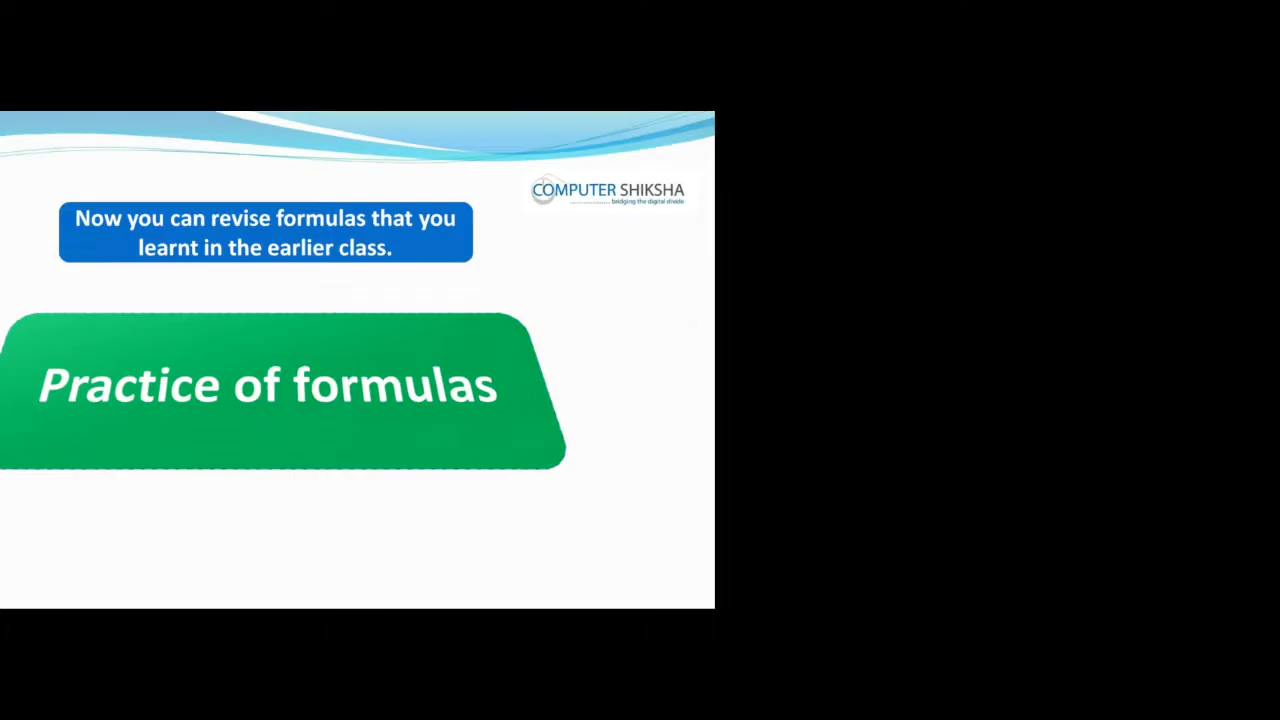 COMPUTER SHIKSHA
bridging the digital divide
Now you can revise formulas that you
learnt in the earlier class.
Practice of formulas